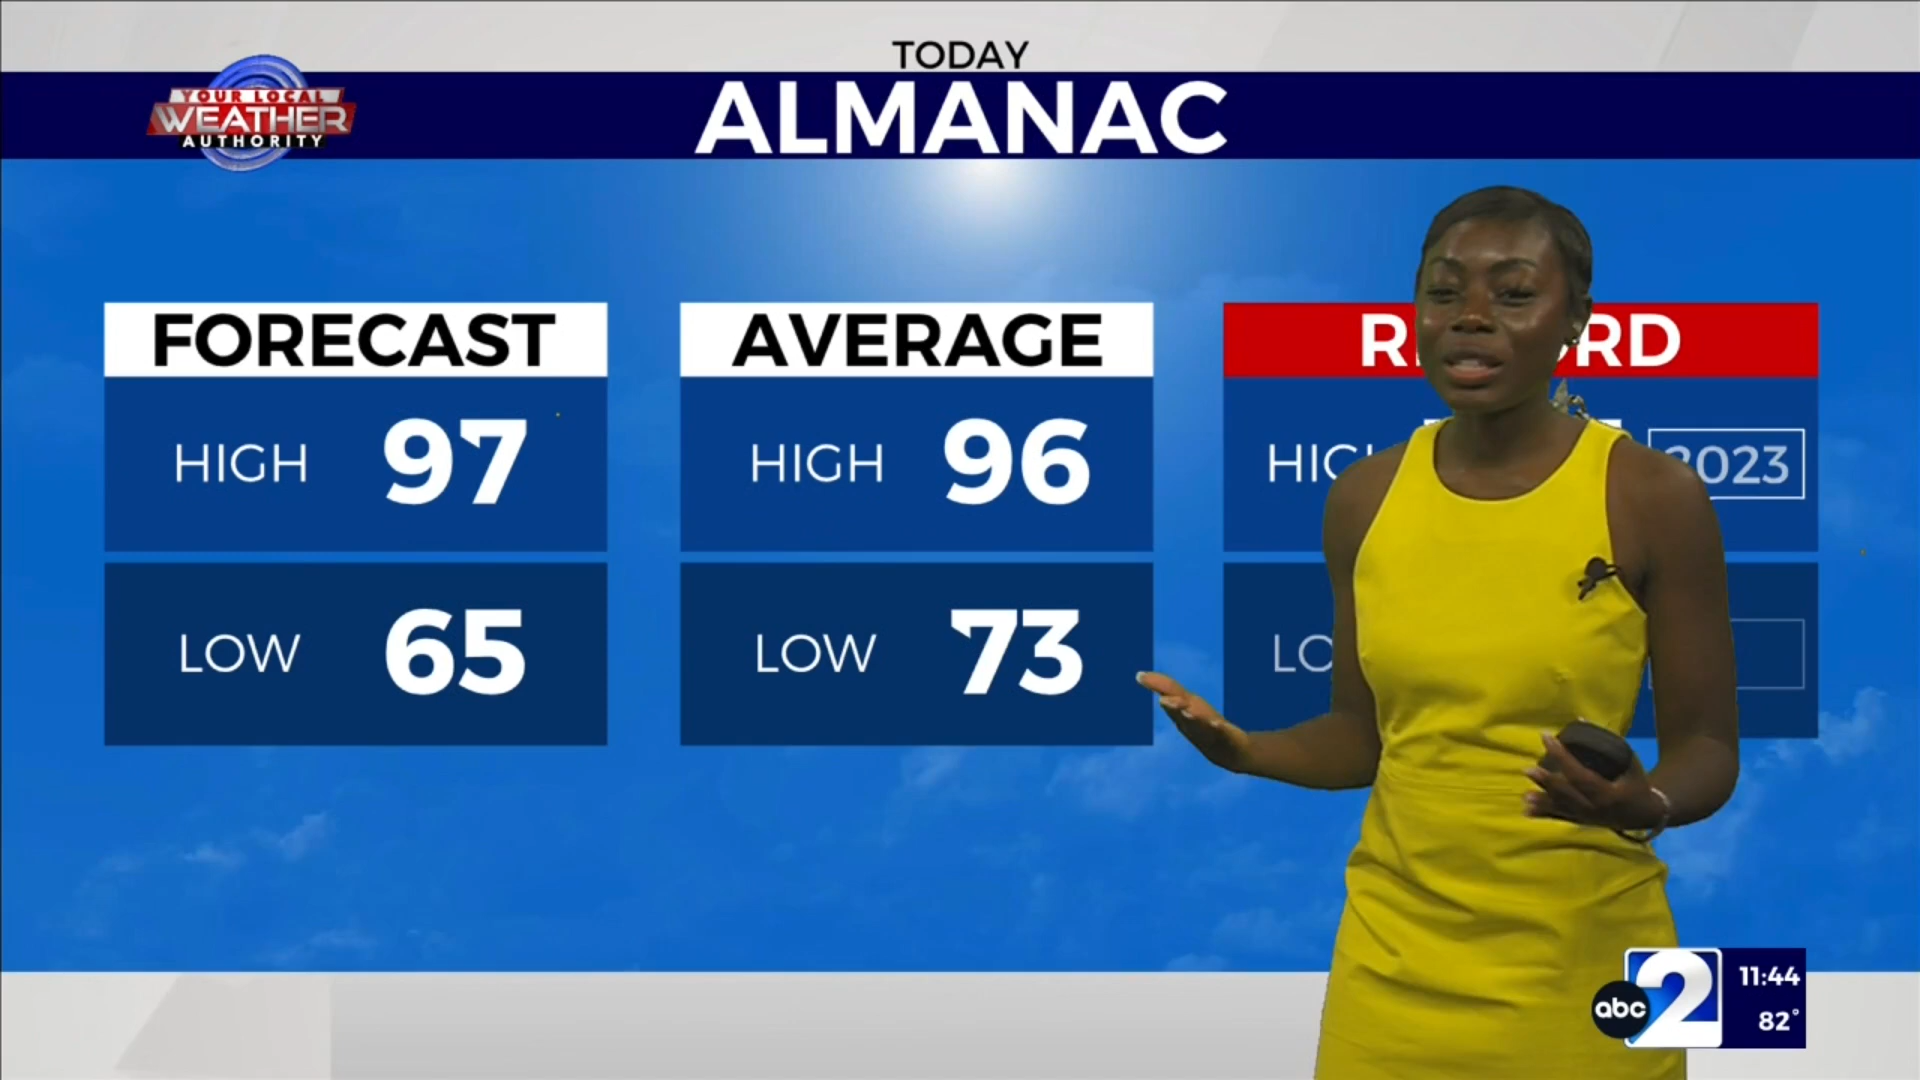 TODAY
ALMANAC
YOUR LOCAL
WEATHER
AUTHORITY
FORECAST
HIGH 97
LOW 65
AVERAGE
HIGH 96
LOW 73
2023
abc 2
11:44
82°